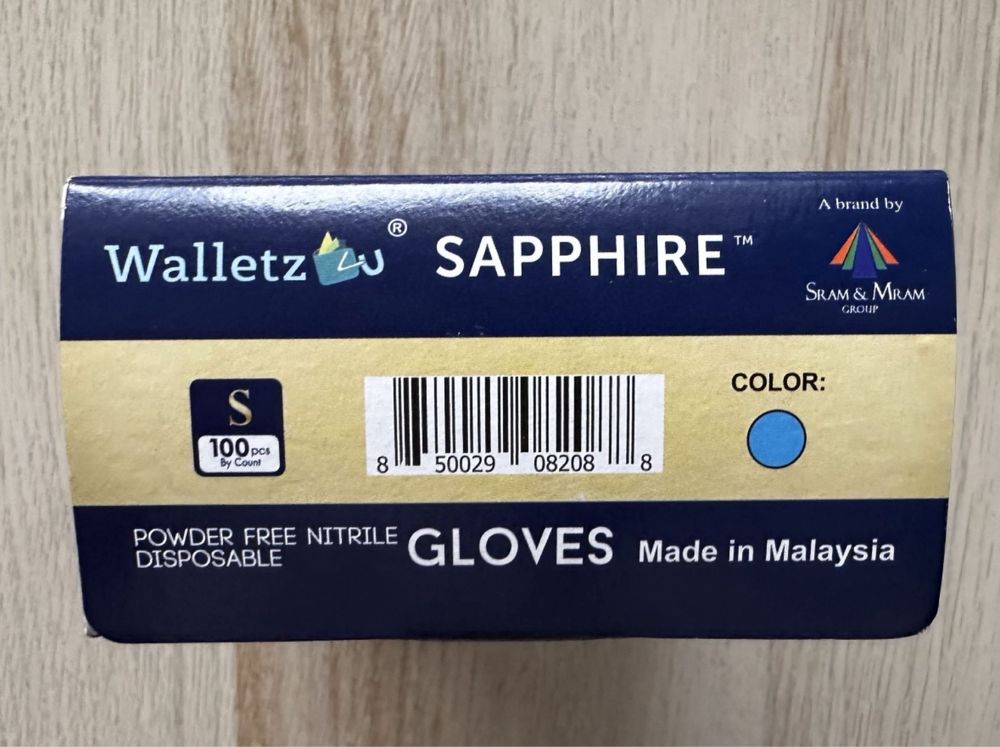 Walletz4U® SAPPHIRE™
A brand by
SRAM & MRAM
GROUP
S
100 pcs
By Count
8 50029 08208 8
COLOR:
POWDER FREE NITRILE
DISPOSABLE
GLOVES Made in Malaysia